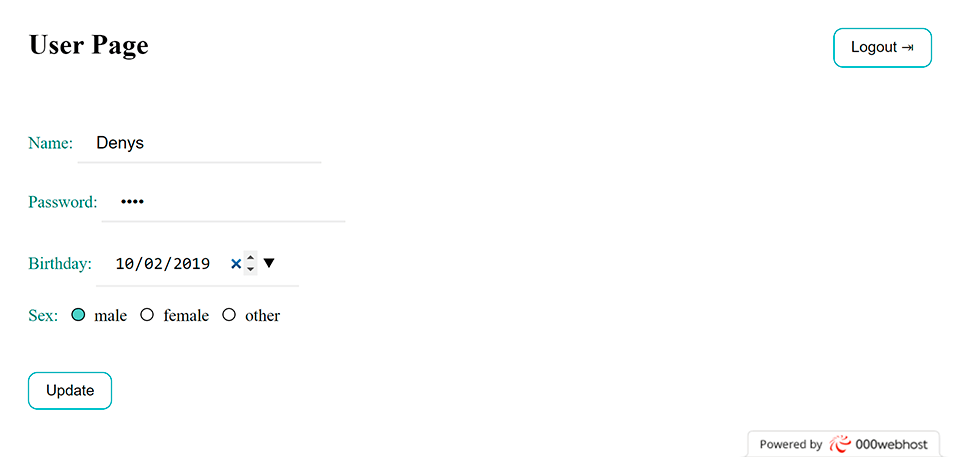 User Page
Logout ⇥
Name: Denys
Password: ••••
Birthday: 10/02/2019
Sex: male female other
Update
Powered by 000webhost